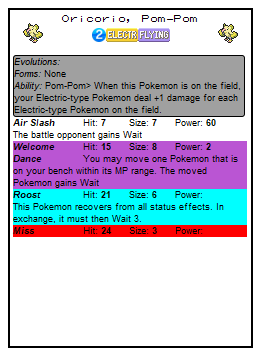 Oricorio, Pom-Pom
2 ELECTR FLYING
Evolutions:
Forms: None
Ability: Pom-Pom> When this Pokemon is on the field,
your Electric-type Pokemon deal +1 damage for each
Electric-type Pokemon on the field.
Air Slash Hit: 7 Size: 7 Power: 60
The battle opponent gains Wait
Welcome Hit: 15 Size: 8 Power: 2
Dance You may move one Pokemon that is
on your bench within its MP range. The moved
Pokemon gains Wait
Roost Hit: 21 Size: 6 Power:
This Pokemon recovers from all status effects. In
exchange, it must then Wait 3.
Miss Hit: 24 Size: 3 Power: